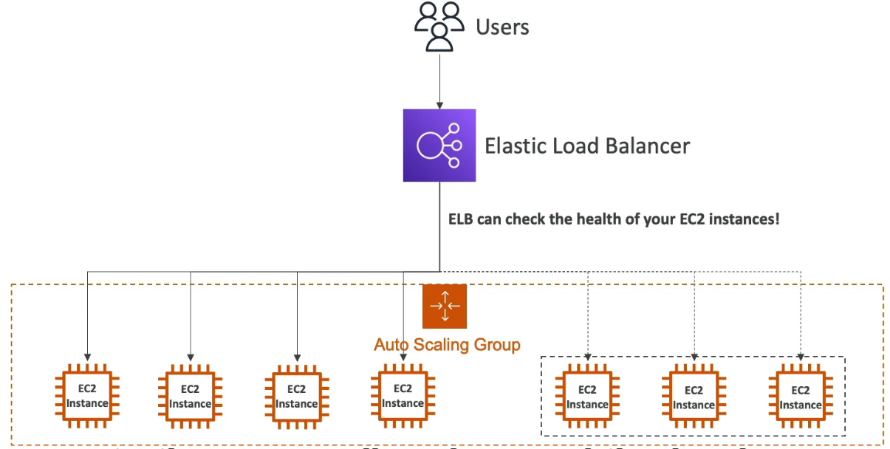 Users
Elastic Load Balancer
ELB can check the health of your EC2 instances!
Auto Scaling Group
EC2
Instance
EC2
Instance
EC2
Instance
EC2
Instance
EC2
Instance
EC2
Instance
EC2
Instance